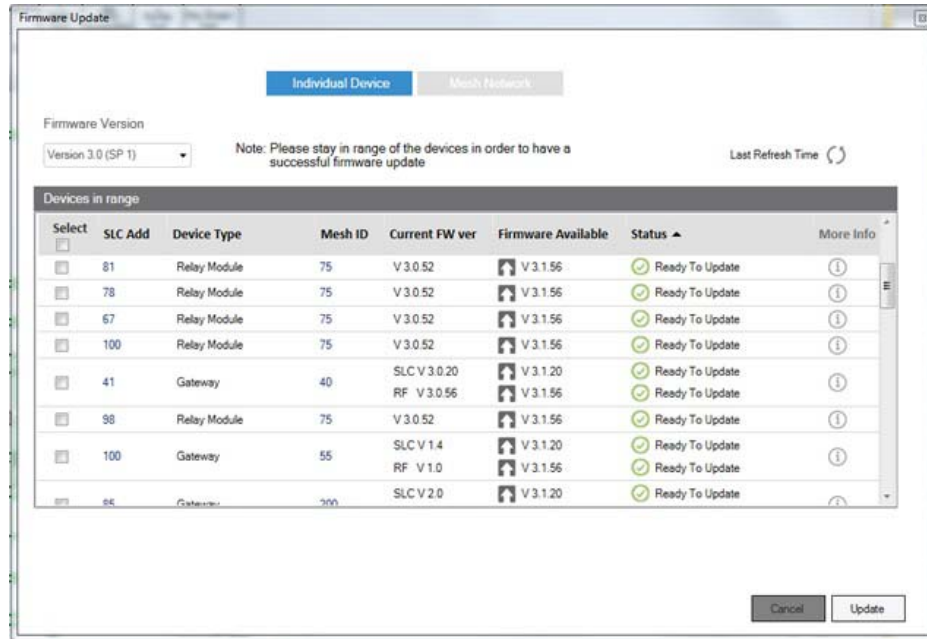 Firmware Update
Individual Device Mesh Network
Firmware Version
Version 3.0 (SP 1)
Note: Please stay in range of the devices in order to have a
successful firmware update
Last Refresh Time
Devices in range
Select SLC Add Device Type Mesh ID Current FW ver Firmware Available Status More Info
81 Relay Module 75 V 3.0.52 V 3.1.56 Ready To Update
78 Relay Module 75 V 3.0.52 V 3.1.56 Ready To Update
67 Relay Module 75 V 3.0.52 V 3.1.56 Ready To Update
100 Relay Module 75 V 3.0.52 V 3.1.56 Ready To Update
41 Gateway 40 SLC V 3.0.20 V 3.1.20 Ready To Update
RF V 3.0.56 V 3.1.56 Ready To Update
98 Relay Module 75 V 3.0.52 V 3.1.56 Ready To Update
100 Gateway 55 SLC V 1.4 V 3.1.20 Ready To Update
RF V 1.0 V 3.1.56 Ready To Update
Gateway 200 SLC V 2.0 V 3.1.20 Ready To Update
Cancel Update